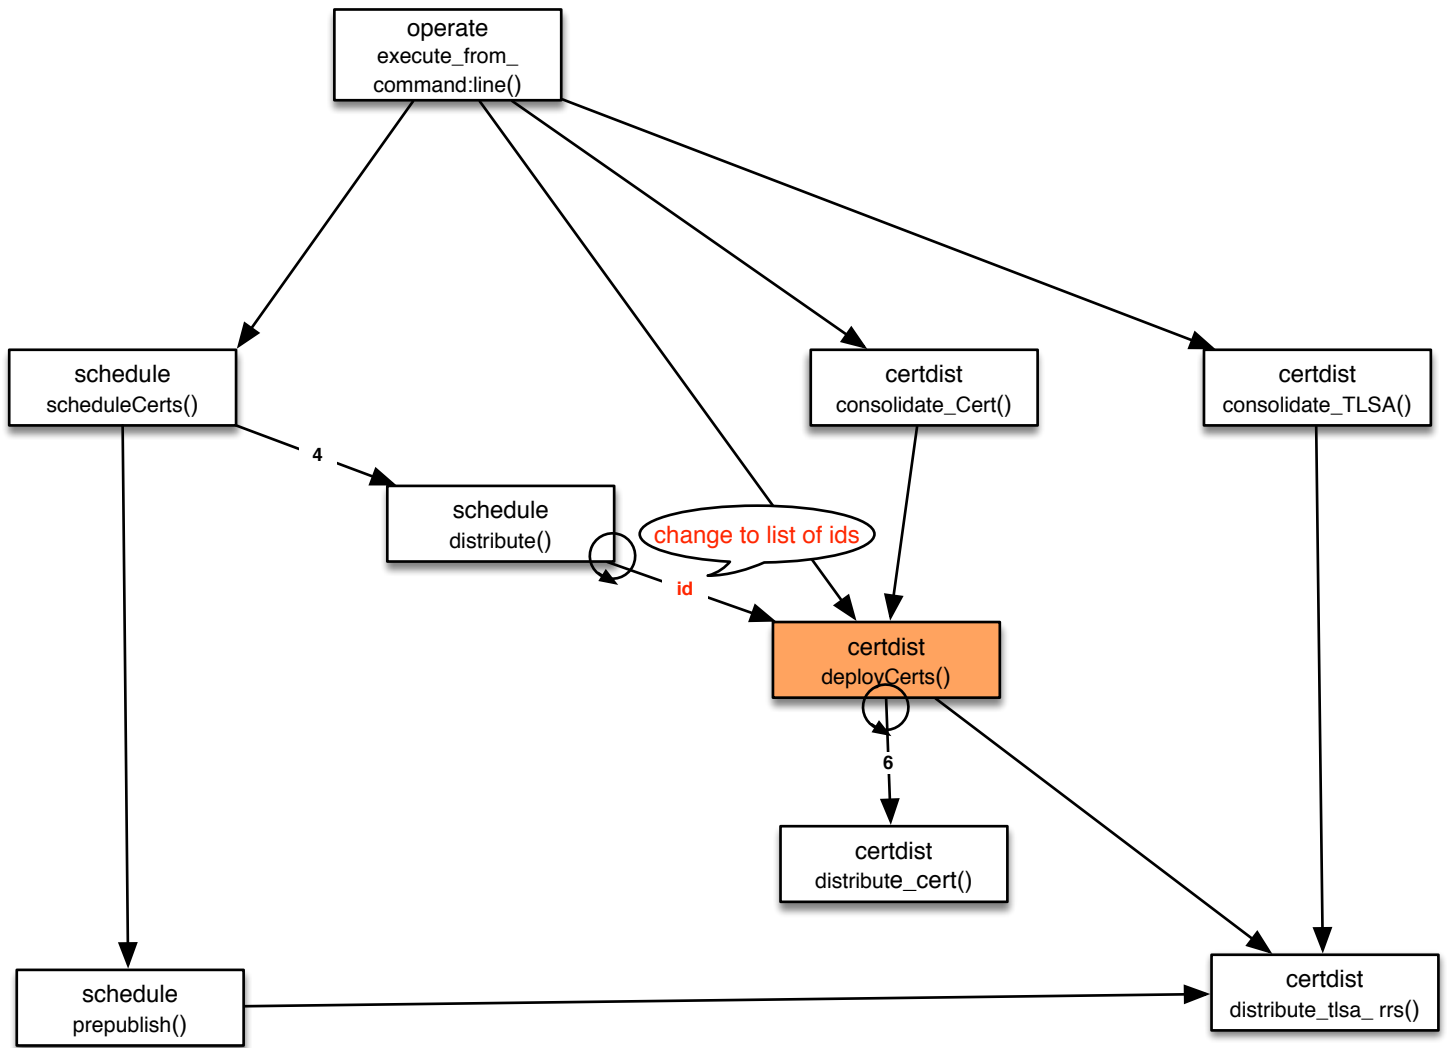 operate
execute_from_
command:line()
schedule
scheduleCerts()
certdist
consolidate_Cert()
certdist
consolidate_TLSA()
4
schedule
distribute()
change to list of ids
id
certdist
deployCerts()
6
certdist
distribute_cert()
schedule
prepublish()
certdist
distribute_tlsa_ rrs()